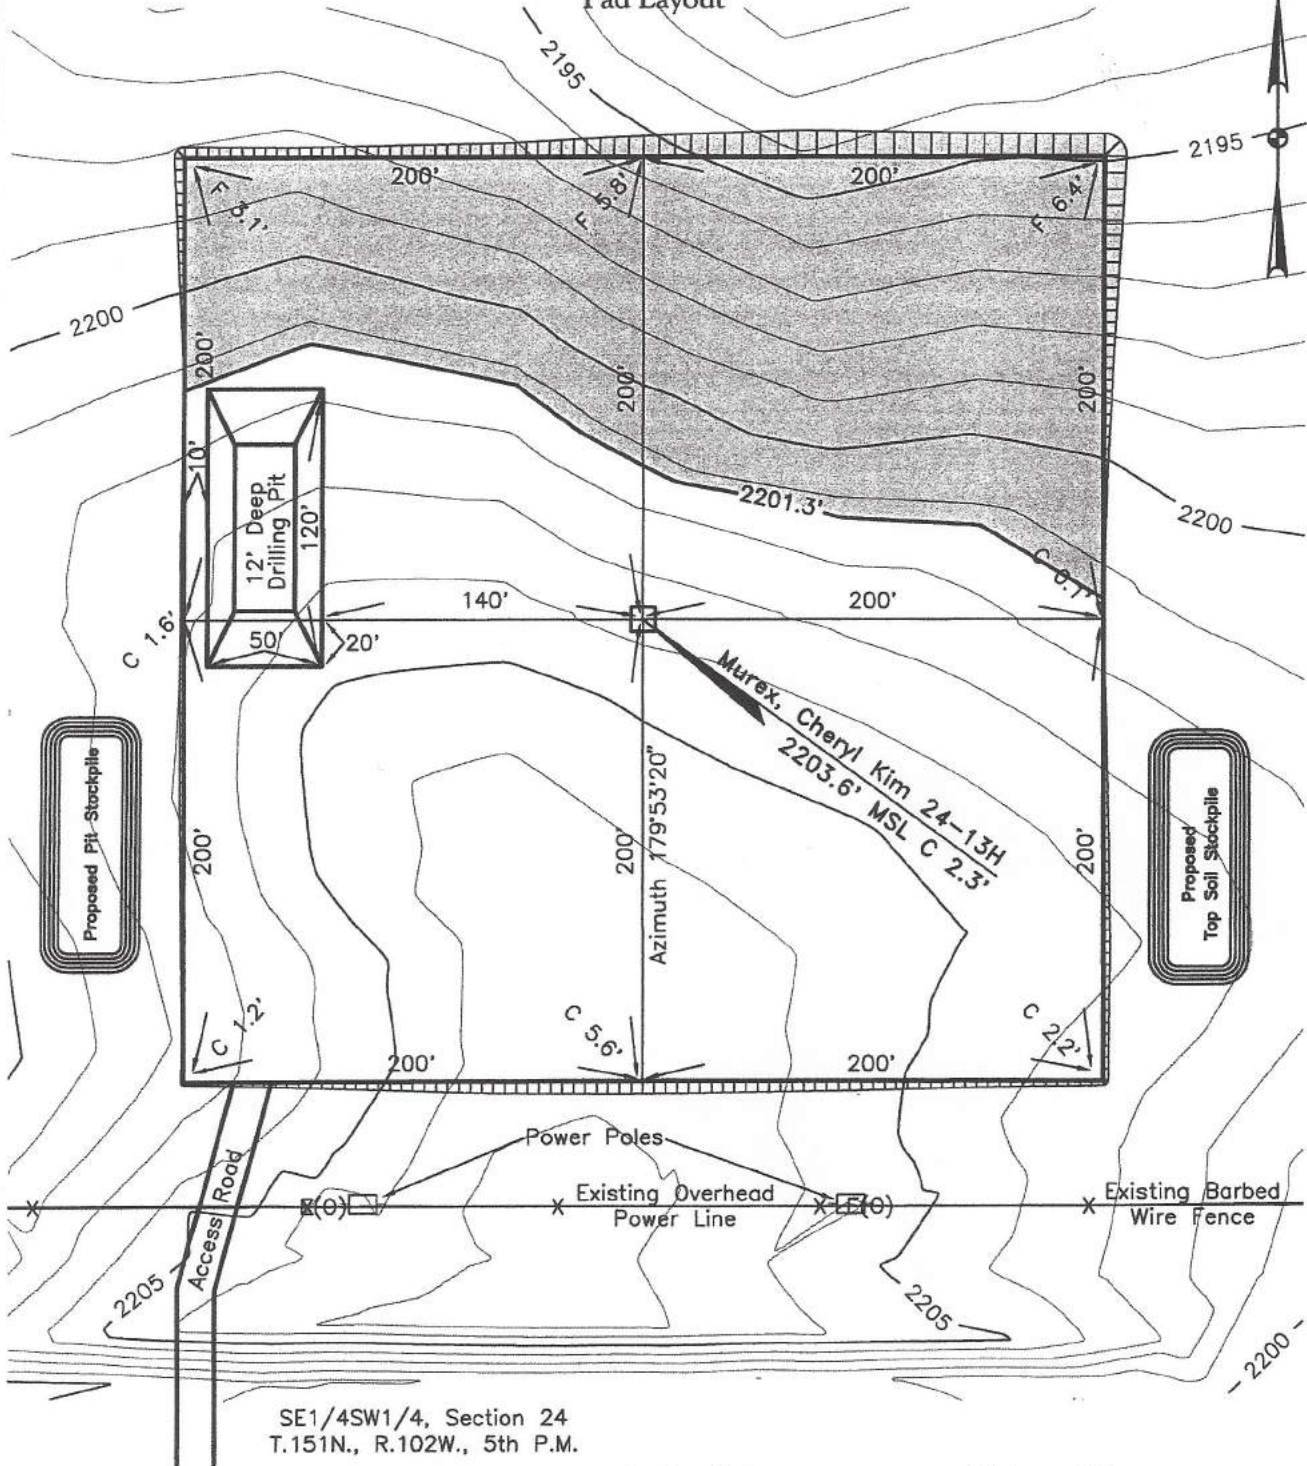 Pad Layout
2195
2195
200'
200'
F 3.1'
F 5.8'
F 6.4'
2200
200'
200'
200'
10'
12' Deep
Drilling Pit
120'
2201.3'
2200
C 0.1'
140'
200'
C 1.6'
50'
20'
Murex, Cheryl Kim 24-13H
2203.6' MSL C 2.3'
Proposed Pit Stockpile
200'
200'
Azimuth 179°53'20"
200'
Proposed
Top Soil Stockpile
C 1.2'
C 5.6'
C 2.2'
200'
200'
Power Poles
Access Road
(0)
Existing Overhead
Power Line
(0)
Existing Barbed
Wire Fence
2205
2205
2200
SE1/4SW1/4, Section 24
T.151N., R.102W., 5th P.M.